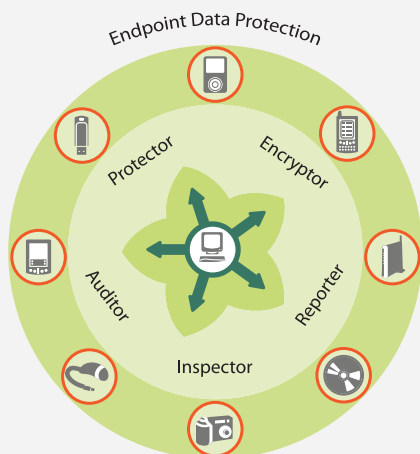 Endpoint Data Protection
Protector
Encryptor
Auditor
Reporter
Inspector